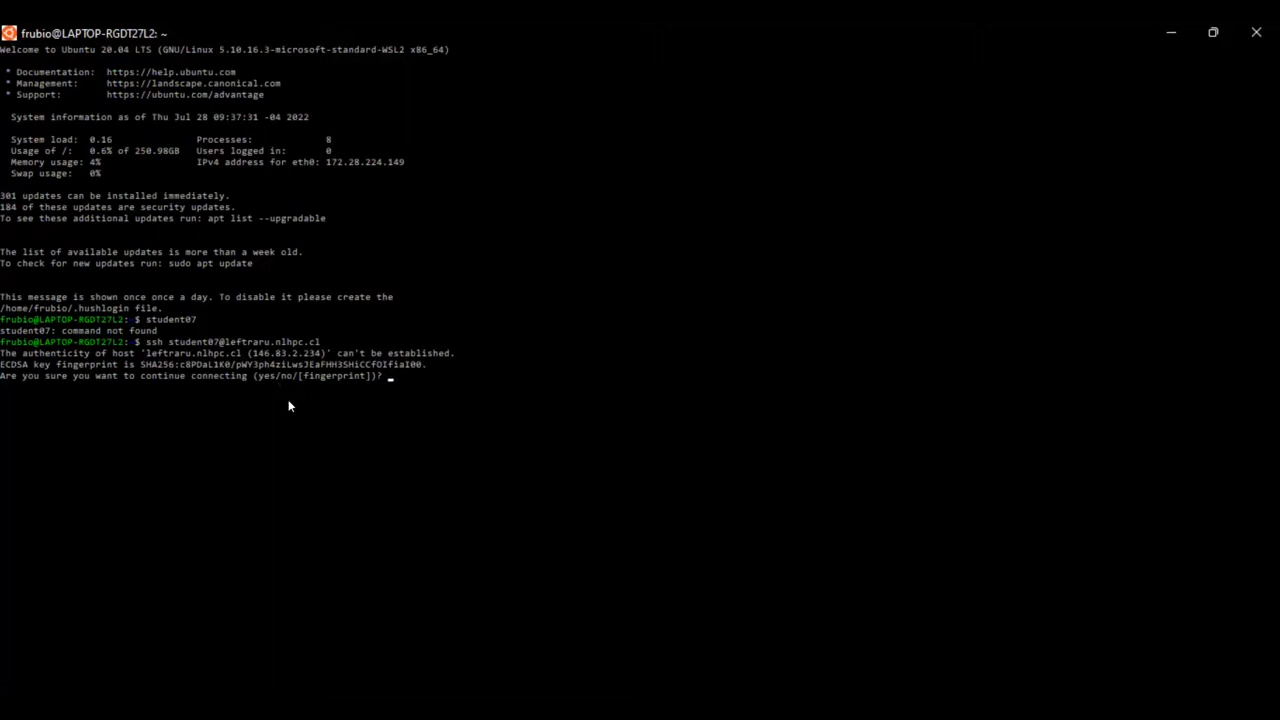 frubio@LAPTOP-RGDT27L2: ~
Welcome to Ubuntu 20.04 LTS (GNU/Linux 5.10.16.3-microsoft-standard-WSL2 x86_64)
* Documentation: https://help.ubuntu.com
* Management: https://landscape.canonical.com
* Support: https://ubuntu.com/advantage
System information as of Thu Jul 28 09:37:31 -04 2022
System load: 0.16 Processes: 8
Usage of /: 0.6% of 250.98GB Users logged in: 0
Memory usage: 4% IPv4 address for eth0: 172.28.224.149
Swap usage: 0%
301 updates can be installed immediately.
184 of these updates are security updates.
To see these additional updates run: apt list --upgradable
The list of available updates is more than a week old.
To check for new updates run: sudo apt update
This message is shown once once a day. To disable it please create the
/home/frubio/.hushlogin file.
frubio@LAPTOP-RGDT27L2: $ student07
student07: command not found
frubio@LAPTOP-RGDT27L2: $ ssh student07@leftraru.nlhpc.cl
The authenticity of host 'leftraru.nlhpc.cl (146.83.2.234)' can't be established.
ECDSA key fingerprint is
Are you sure you want to continue connecting (yes/no/[fingerprint])?